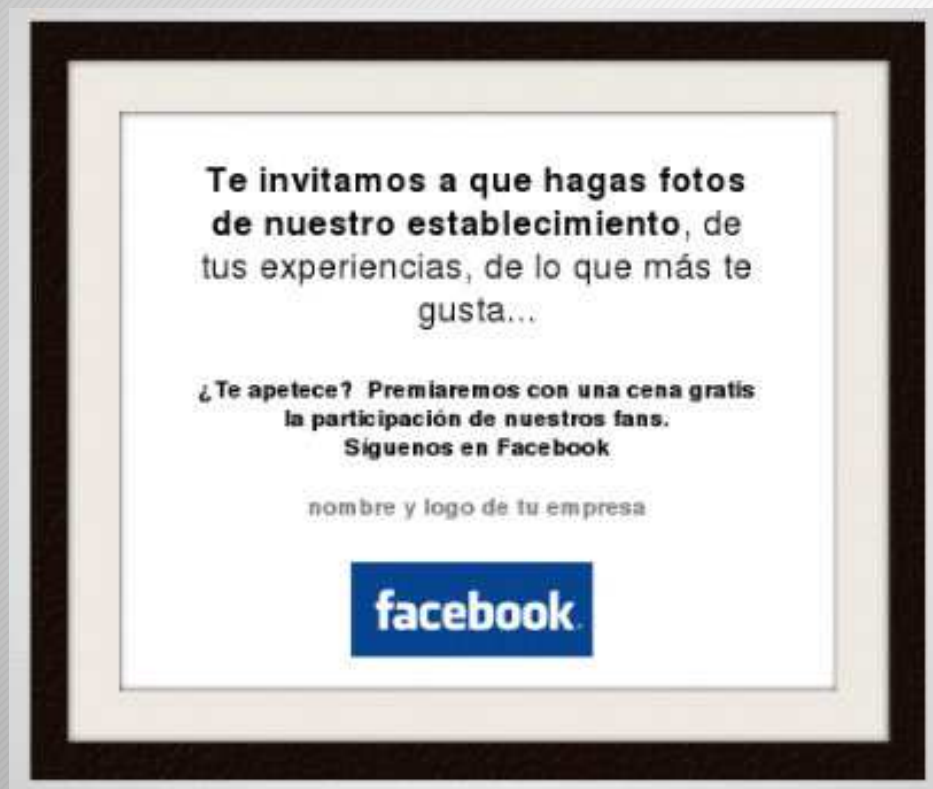 Te invitamos a que hagas fotos
de nuestro establecimiento, de
tus experiencias, de lo que más te
gusta...
¿Te apetece? Premiaremos con una cena gratis
la participación de nuestros fans.
Síguenos en Facebook
nombre y logo de tu empresa
facebook.